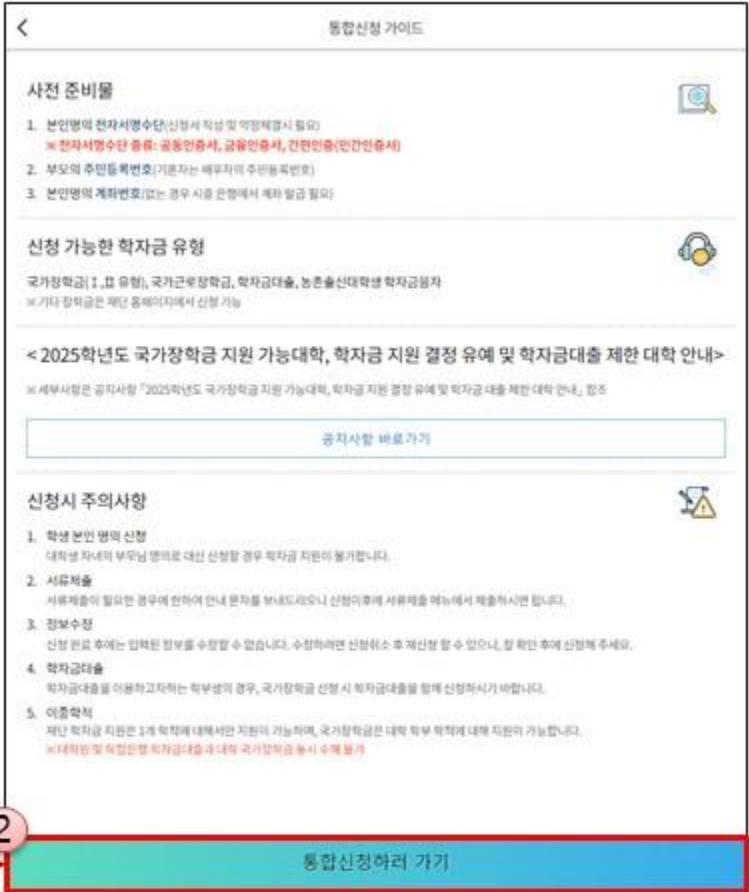 통합신청 가이드
사전 준비물
1. 본인명의 전자서명수단(신청서 작성 및 약정체결시 필요)
※ 전자서명수단 종류: 공동인증서, 금융인증서, 간편인증(민간인증서)
2. 부모의 주민등록번호(기혼자는 배우자의 주민등록번호)
3. 본인명의 계좌번호(없는 경우 시중 은행에서 계좌 발급 필요)
신청 가능한 학자금 유형
국가장학금(Ⅰ,Ⅱ 유형), 국가근로장학금, 학자금대출, 농촌출신대학생 학자금융자
※ 기타 장학금은 재단 홈페이지에서 신청 가능
< 2025학년도 국가장학금 지원 가능대학, 학자금 지원 결정 유예 및 학자금대출 제한 대학 안내>
※ 세부사항은 공지사항 「2025학년도 국가장학금 지원 가능대학, 학자금 지원 결정 유예 및 학자금 대출 제한 대학 안내」 참조
공지사항 바로가기
신청시 주의사항
1. 학생 본인 명의 신청
대학생 자녀의 부모님 명의로 대신 신청할 경우 학자금 지원이 불가합니다.
2. 서류제출
서류제출이 필요한 경우에 한하여 안내 문자를 보내드리오니 신청이후에 서류제출 메뉴에서 제출하시면 됩니다.
3. 정보수정
신청 완료 후에는 입력된 정보를 수정할 수 없습니다. 수정하려면 신청취소 후 재신청 할 수 있으니, 잘 확인 후에 신청해 주세요.
4. 학자금대출
학자금대출을 이용하고자하는 학부생의 경우, 국가장학금 신청 시 학자금대출을 함께 신청하시기 바랍니다.
5. 이중학적
재단 학자금 지원은 1개 학적에 대해서만 지원이 가능하며, 국가장학금은 대학 학부 학적에 대해 지원이 가능합니다.
※ 대학원 및 학점은행 학자금대출과 대학 국가장학금 동시 수혜 불가
2
통합신청하러 가기